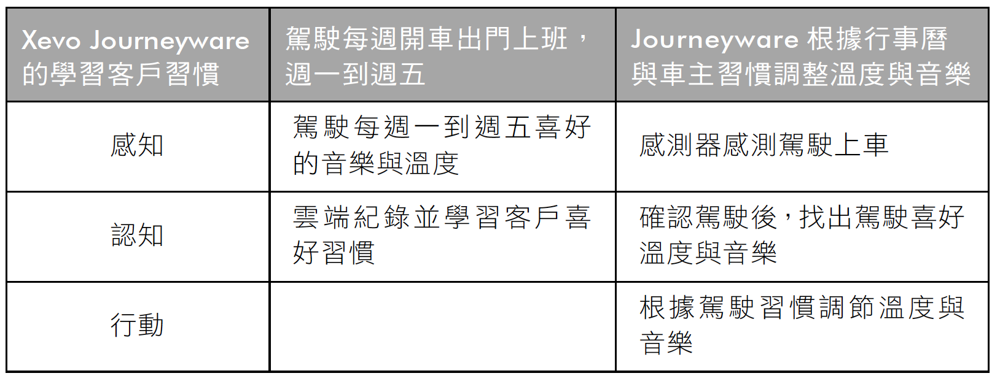 Xevo Journeyware
的學習客戶習慣
駕駛每週開車出門上班，
週一到週五
Journeyware 根據行事曆
與車主習慣調整溫度與音樂
感知
駕駛每週一到週五喜好
的音樂與溫度
感測器感測駕駛上車
認知
雲端紀錄並學習客戶喜
好習慣
確認駕駛後，找出駕駛喜好
溫度與音樂
行動
根據駕駛習慣調節溫度與
音樂